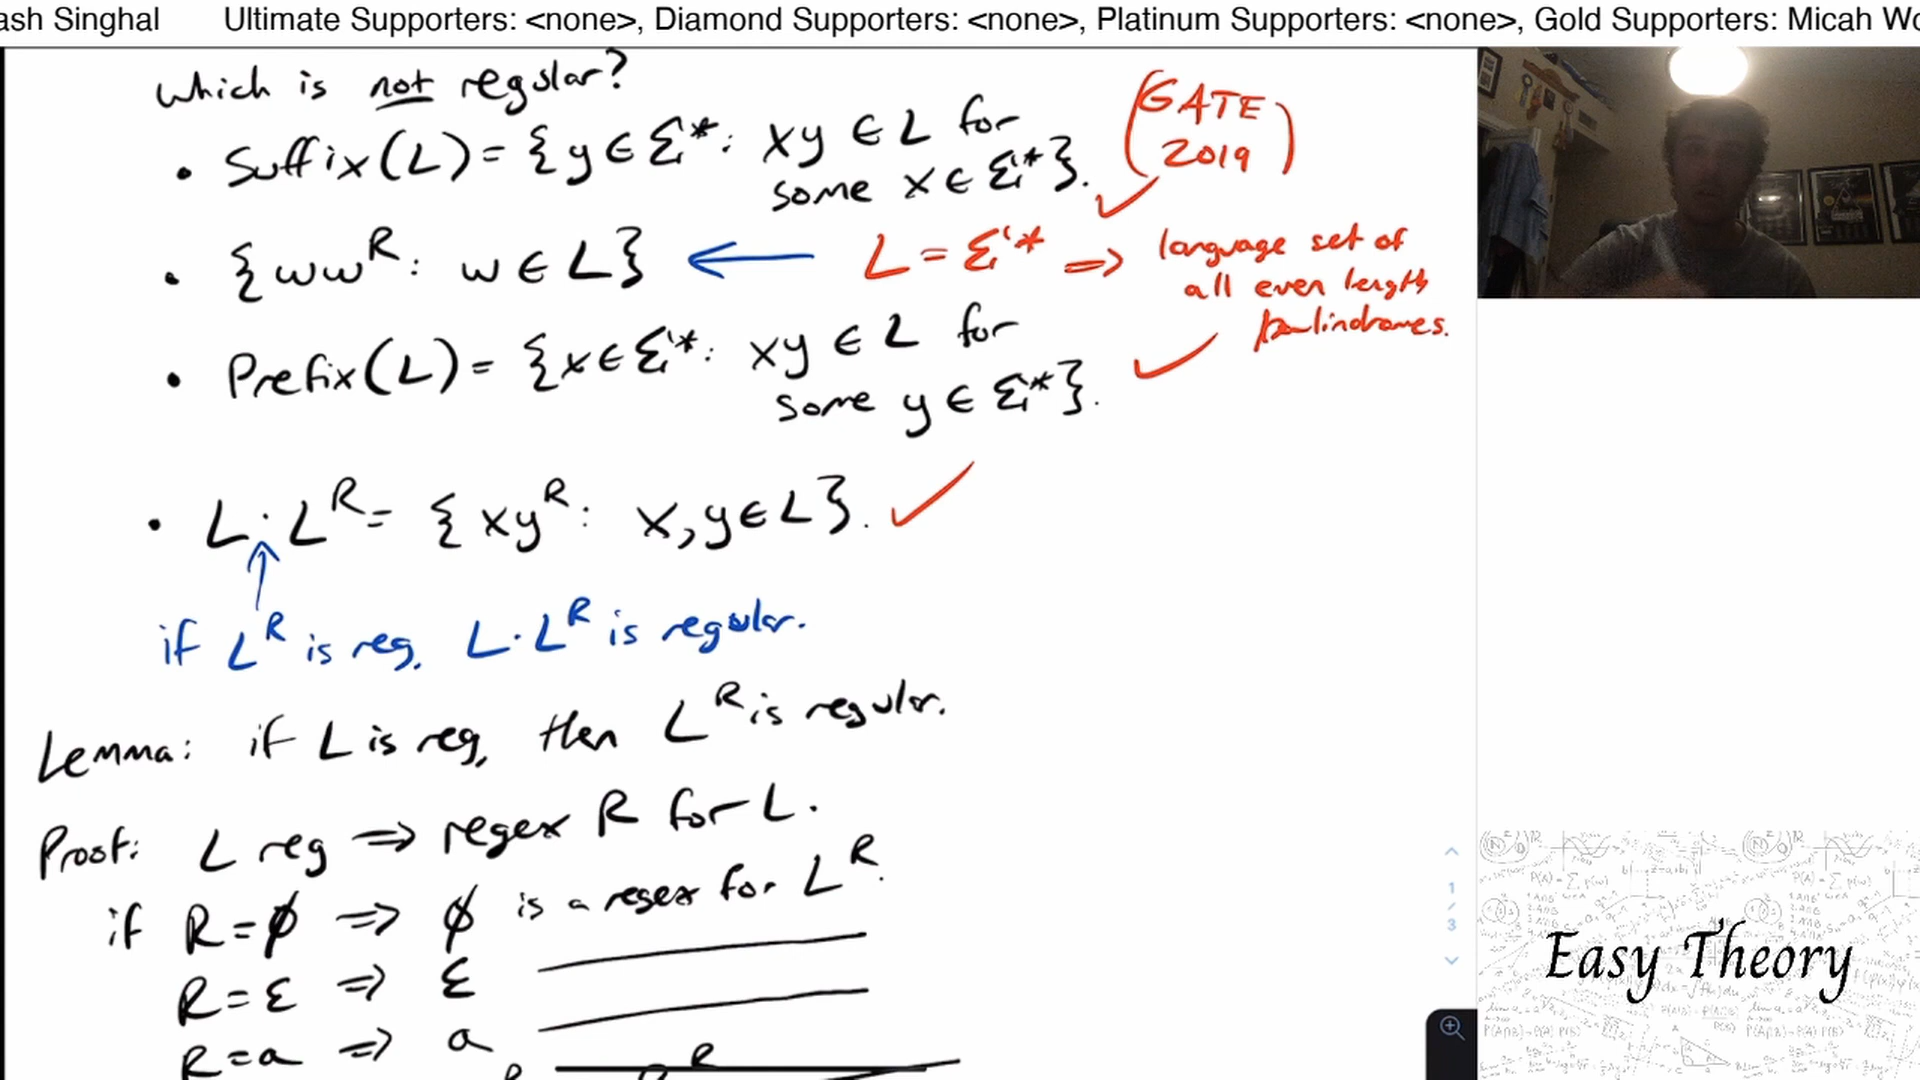 ash Singhal Ultimate Supporters: <none>, Diamond Supporters: <none>, Platinum Supporters: <none>, Gold Supporters: Micah Wo
Which is not regular?
(GATE 2019)
• Suffix(L) = {y ∈ Σ*: xy ∈ L for
some x ∈ Σ*}. ✓
• {ww^R: w ∈ L} ← L = Σ* ⇒ language set of
all even length
palindromes.
• Prefix(L) = {x ∈ Σ*: xy ∈ L for
some y ∈ Σ*}. ✓
• L·L^R = {xy^R: x, y ∈ L}. ✓
↑
if L^R is reg, L·L^R is regular.
Lemma: if L is reg, then L^R is regular.
Proof: L reg ⇒ regex R for L.
if R = ∅ ⇒ ∅ is a regex for L^R.
R = ε ⇒ ε
R = a ⇒ a
R
R
1
/
3
Easy Theory